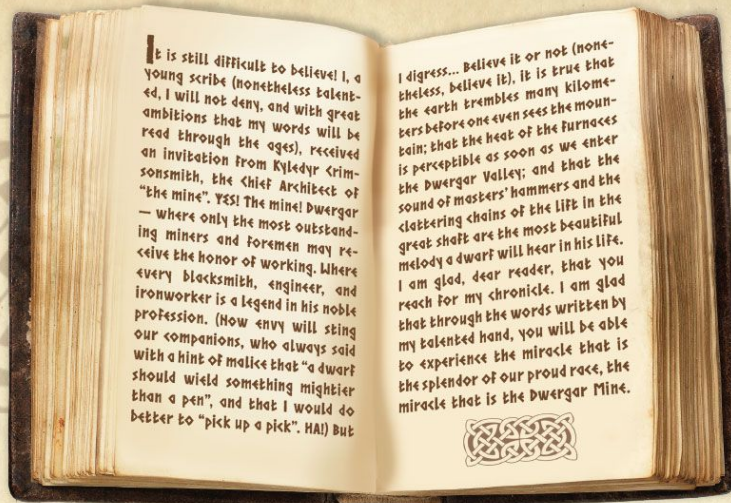 It is still difficult to believe! I, a
young scribe (nonetheless talent-
ed, I will not deny, and with great
ambitions that my words will be
read through the ages), received
an invitation from Kyledyr Crim-
sonsmith, the Chief Architect of
"the mine". YES! The mine! Dwergar
— where only the most outstand-
ing miners and foremen may re-
ceive the honor of working. Where
every blacksmith, engineer, and
ironworker is a legend in his noble
profession. (Now envy will sting
our companions, who always said
with a hint of malice that "a dwarf
should wield something mightier
than a pen", and that I would do
better to "pick up a pick". HA!) But
I digress... Believe it or not (none-
theless, believe it), it is true that
the earth trembles many kilome-
ters before one even sees the moun-
tain; that the heat of the furnaces
is perceptible as soon as we enter
the Dwergar Valley; and that the
sound of masters' hammers and the
clattering chains of the lift in the
great shaft are the most beautiful
melody a dwarf will hear in his life.
I am glad, dear reader, that you
reach for my chronicle. I am glad
that through the words written by
my talented hand, you will be able
to experience the miracle that is
the splendor of our proud race, the
miracle that is the Dwergar Mine.